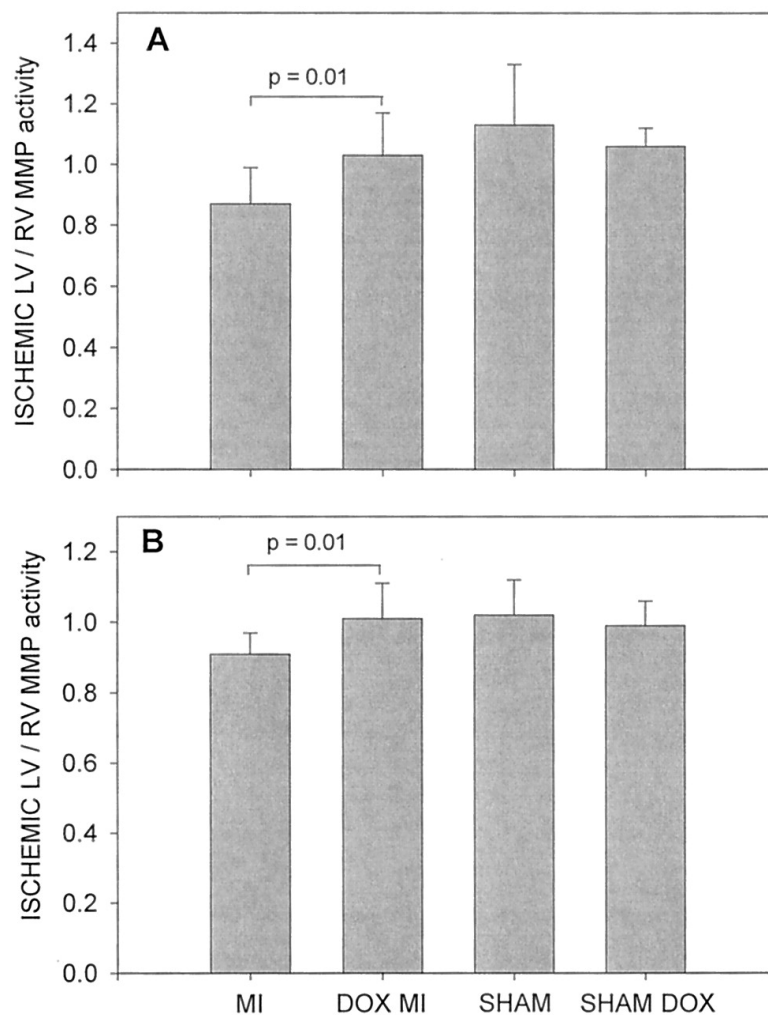 A
p = 0.01
ISCHEMIC LV / RV MMP activity
1.4
1.2
1.0
0.8
0.6
0.4
0.2
0.0
B
p = 0.01
ISCHEMIC LV / RV MMP activity
1.2
1.0
0.8
0.6
0.4
0.2
0.0
MI DOX MI SHAM SHAM DOX